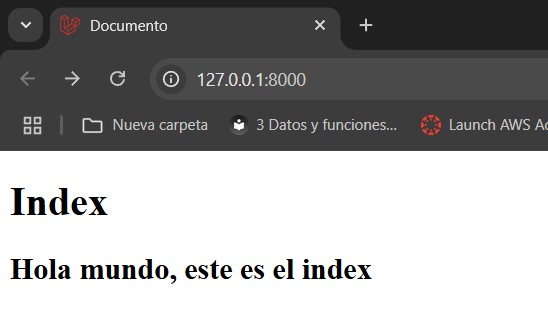 Documento
127.0.0.1:8000
Nueva carpeta
3 Datos y funciones...
Launch AWS Ac
Index
Hola mundo, este es el index